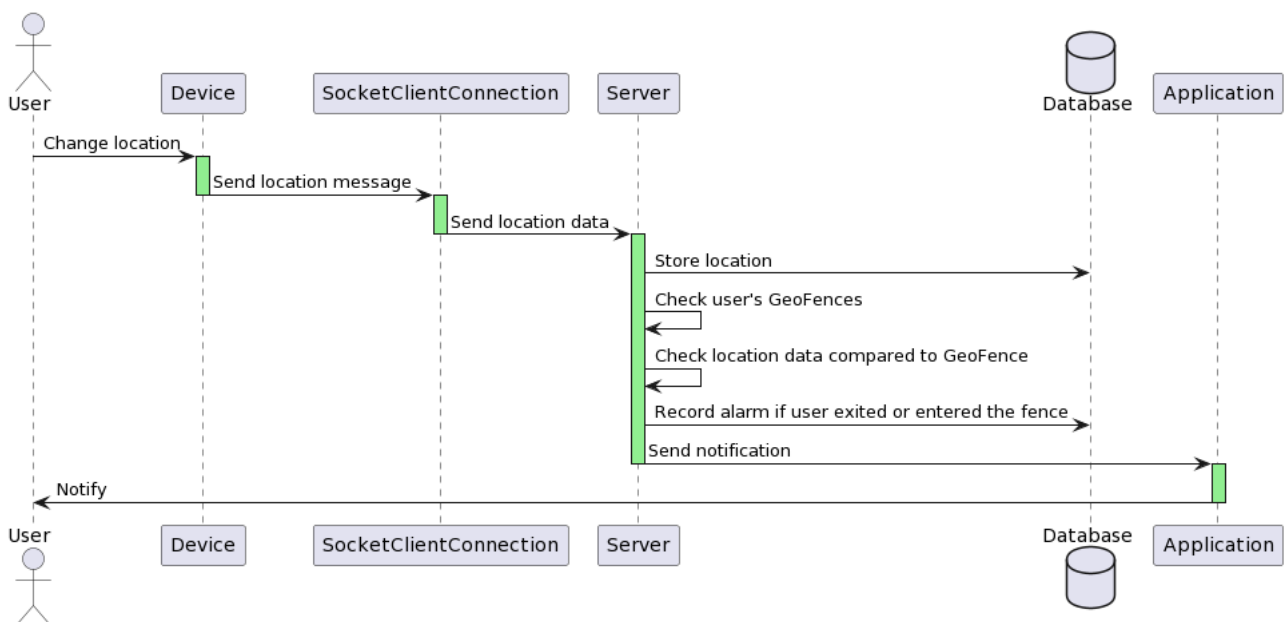 User
Device
SocketClientConnection
Server
Database
Application
Change location
Send location message
Send location data
Store location
Check user's GeoFences
Check location data compared to GeoFence
Record alarm if user exited or entered the fence
Send notification
Notify
User
Device
SocketClientConnection
Server
Database
Application